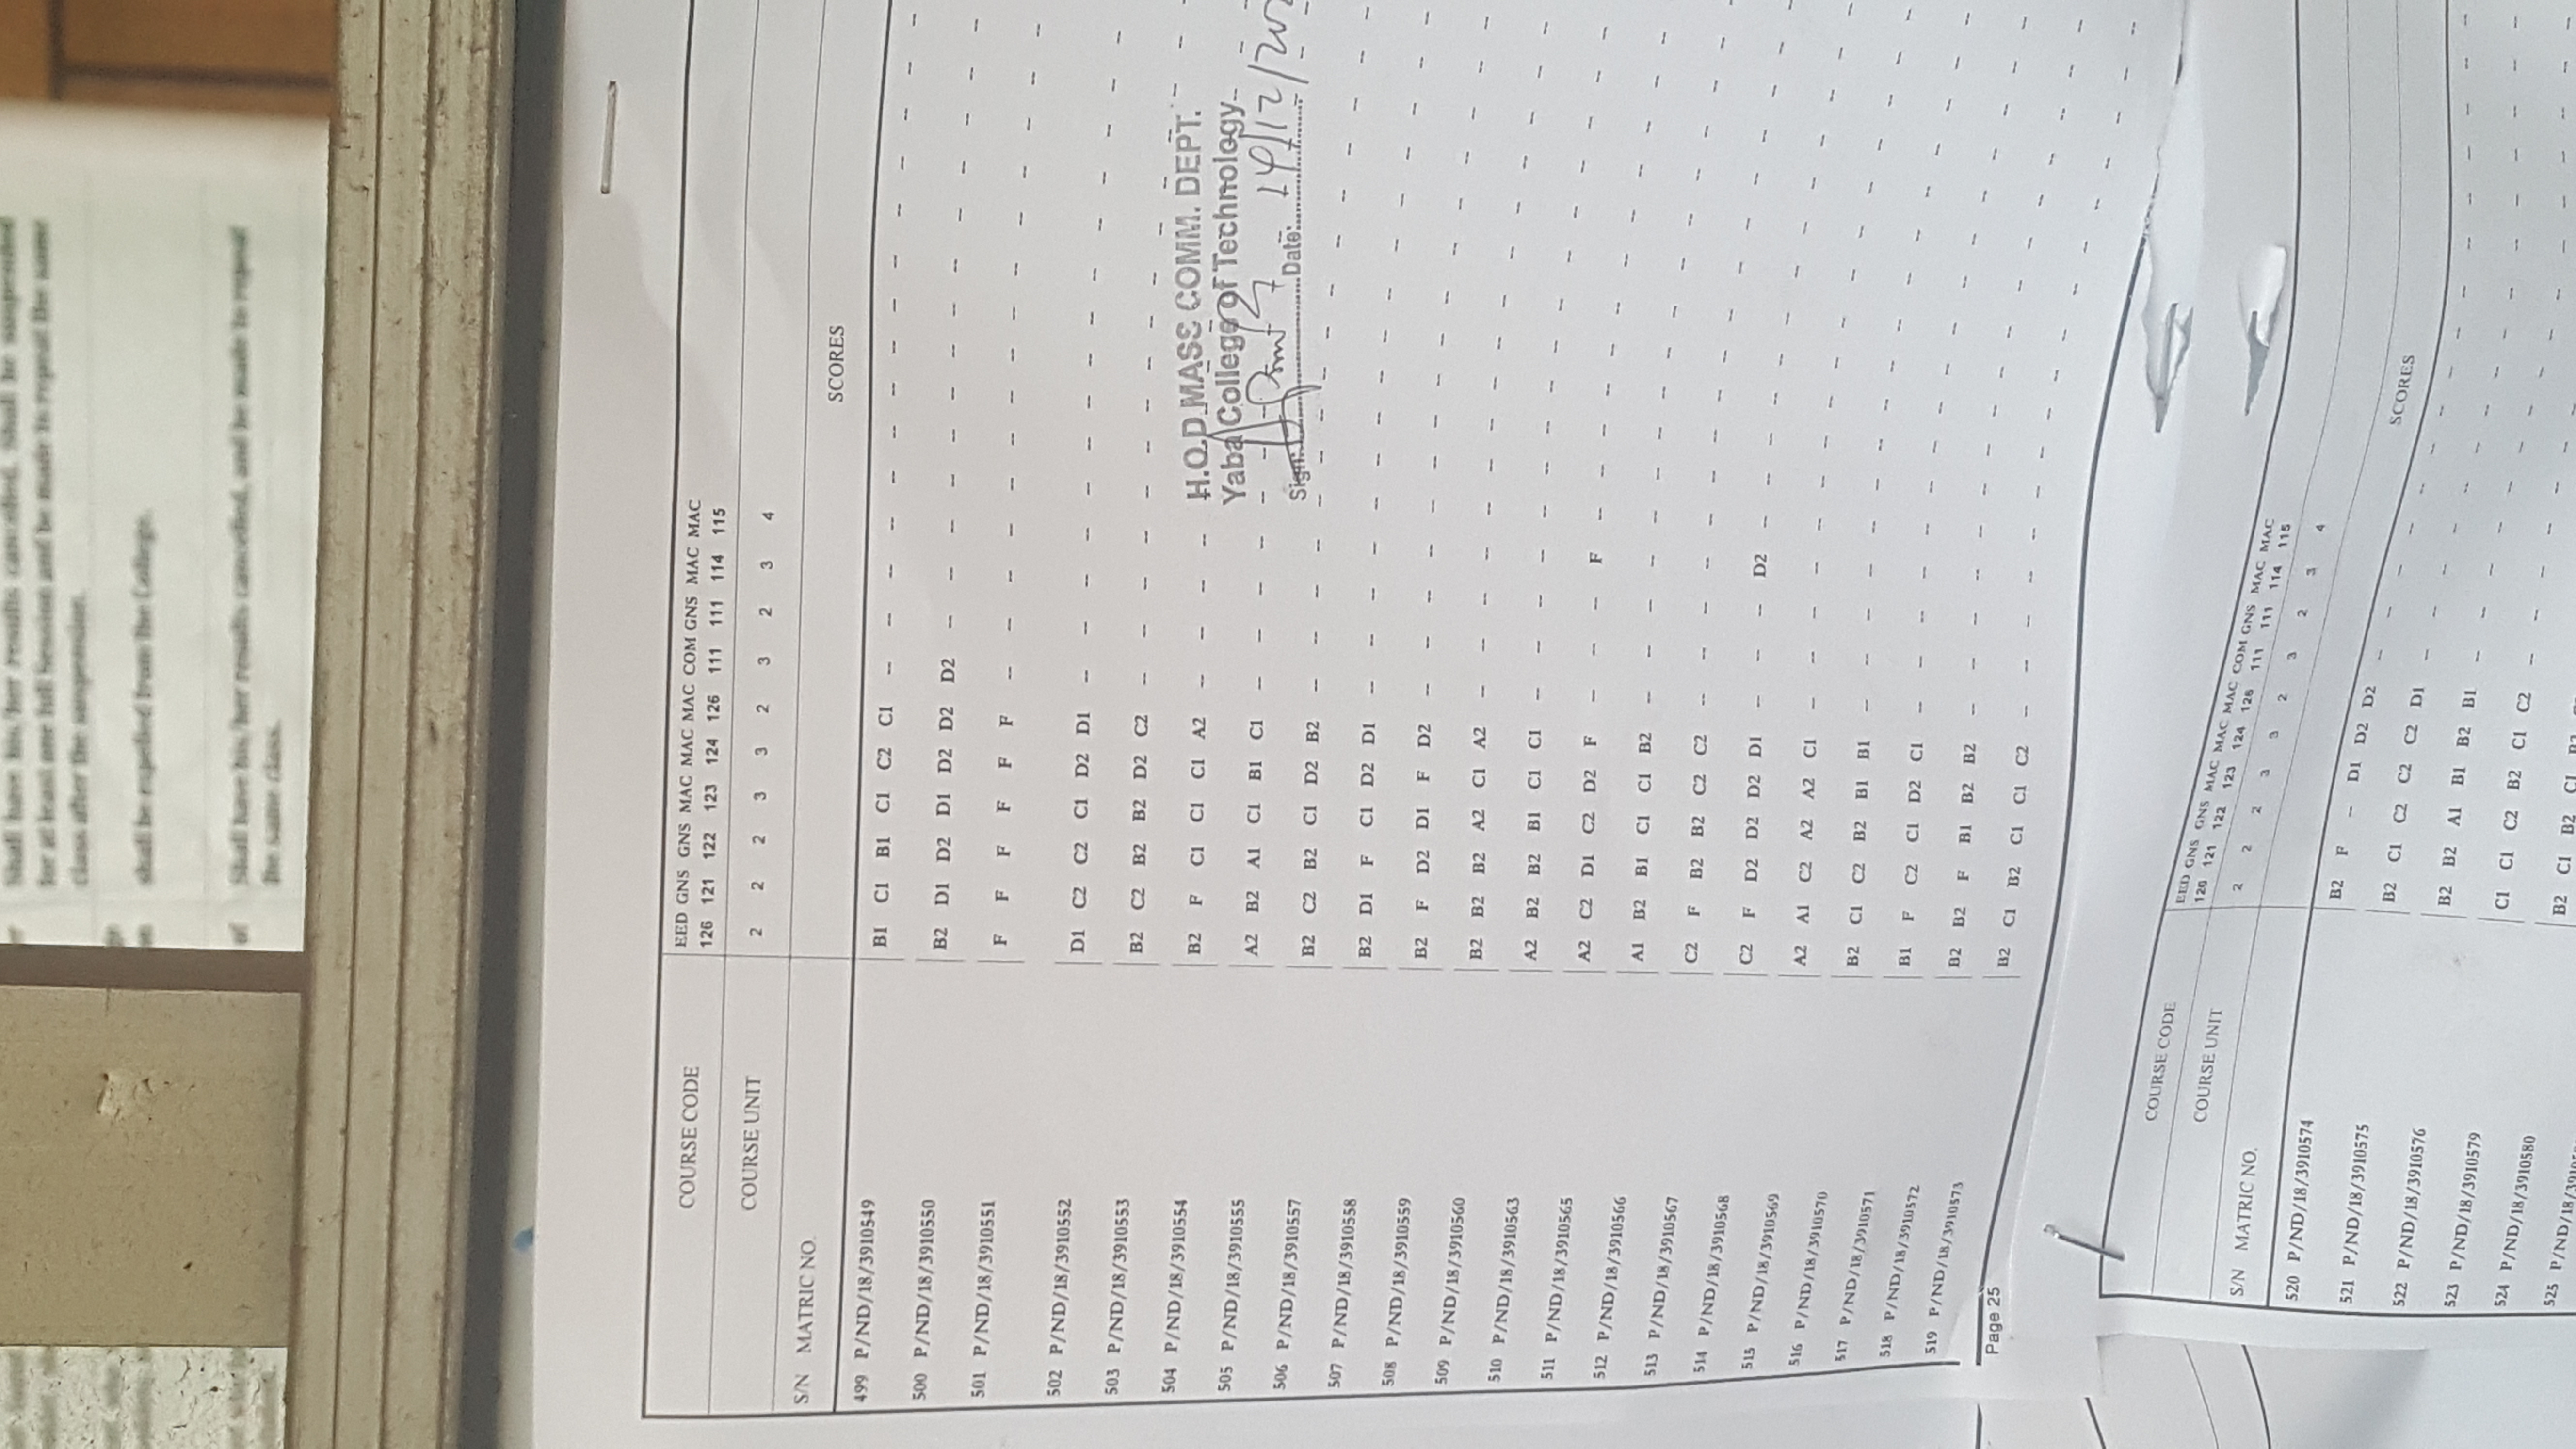 Shall have his/her results cancelled. Shall be suspended
for at least one full Session and be made to repeat the same
class after the suspension.
shall be expelled from the College.
of Shall have his/her results cancelled, and be made to repeat
the same class.
COURSE CODE EED GNS GNS MAC MAC MAC COM GNS MAC MAC
126 121 122 123 124 126 111 111 114 115
COURSE UNIT 2 2 2 3 3 2 3 2 3 4
S/N MATRIC NO. SCORES
499 P/ND/18/3910549 B1 C1 B1 C1 C2 C1 -- -- -- -- -- -- -- -- -- -- -- -- -- -- --
500 P/ND/18/3910550 B2 D1 D2 D1 D2 D2 D2 -- -- -- -- -- -- -- -- -- -- -- -- -- --
501 P/ND/18/3910551 F F F F F F -- -- -- -- -- -- -- -- -- -- -- -- -- -- --
502 P/ND/18/3910552 D1 C2 C2 C1 D2 D1 -- -- -- -- -- -- -- -- -- -- -- -- -- -- --
503 P/ND/18/3910553 B2 C2 B2 B2 D2 C2 -- -- -- -- -- -- -- -- -- -- -- -- -- -- --
504 P/ND/18/3910554 B2 F C1 C1 C1 A2 -- -- -- --
H.O.D MASS COMM. DEPT.
Yaba College of Technology
505 P/ND/18/3910555 A2 B2 A1 C1 B1 C1 -- -- -- --
Sign: Date: 14/12/20
506 P/ND/18/3910557 B2 C2 B2 C1 D2 B2 -- -- -- -- -- -- -- -- -- -- -- -- -- -- --
507 P/ND/18/3910558 B2 D1 F C1 D2 D1 -- -- -- -- -- -- -- -- -- -- -- -- -- -- --
508 P/ND/18/3910559 B2 F D2 D1 F D2 -- -- -- -- -- -- -- -- -- -- -- -- -- -- --
509 P/ND/18/3910560 B2 B2 B2 A2 C1 A2 -- -- -- -- -- -- -- -- -- -- -- -- -- -- --
510 P/ND/18/3910563 A2 B2 B2 B1 C1 C1 -- -- -- -- -- -- -- -- -- -- -- -- -- -- --
511 P/ND/18/3910565 A2 C2 D1 C2 D2 F -- -- -- F -- -- -- -- -- -- -- -- -- -- --
512 P/ND/18/3910566 A1 B2 B1 C1 C1 B2 -- -- -- -- -- -- -- -- -- -- -- -- -- -- --
513 P/ND/18/3910567 C2 F B2 B2 C2 C2 -- -- -- -- -- -- -- -- -- -- -- -- -- -- --
514 P/ND/18/3910568 C2 F D2 D2 D2 D1 -- -- -- D2 -- -- -- -- -- -- -- -- -- -- --
515 P/ND/18/3910569 A2 A1 C2 A2 A2 C1 -- -- -- -- -- -- -- -- -- -- -- -- -- -- --
516 P/ND/18/3910570 B2 C1 C2 B2 B1 B1 -- -- -- -- -- -- -- -- -- -- -- -- -- -- --
517 P/ND/18/3910571 B1 F C2 C1 D2 C1 -- -- -- -- -- -- -- -- -- -- -- -- -- -- --
518 P/ND/18/3910572 B2 B2 F B1 B2 B2 -- -- -- -- -- -- -- -- -- -- -- -- -- -- --
519 P/ND/18/3910573 B2 C1 B2 C1 C1 C2 -- -- -- -- -- -- -- -- -- -- -- -- -- -- --
Page 25
COURSE CODE EED GNS GNS MAC MAC MAC COM GNS MAC MAC
126 121 122 123 124 126 111 111 114 115
COURSE UNIT 2 2 2 3 3 2 3 2 3 4
S/N MATRIC NO. SCORES
520 P/ND/18/3910574 B2 F -- D1 D2 D2 -- -- -- -- -- -- -- -- -- -- -- -- -- --
521 P/ND/18/3910575 B2 C1 C2 C2 C2 D1 -- -- -- -- -- -- -- -- -- -- -- -- -- --
522 P/ND/18/3910576 B2 B2 A1 B1 B2 B1 -- -- -- -- -- -- -- -- -- -- -- -- -- --
523 P/ND/18/3910579 C1 C1 C2 B2 C1 C2 -- -- -- -- -- -- --
524 P/ND/18/3910580 B2 C1 B2 C1
525